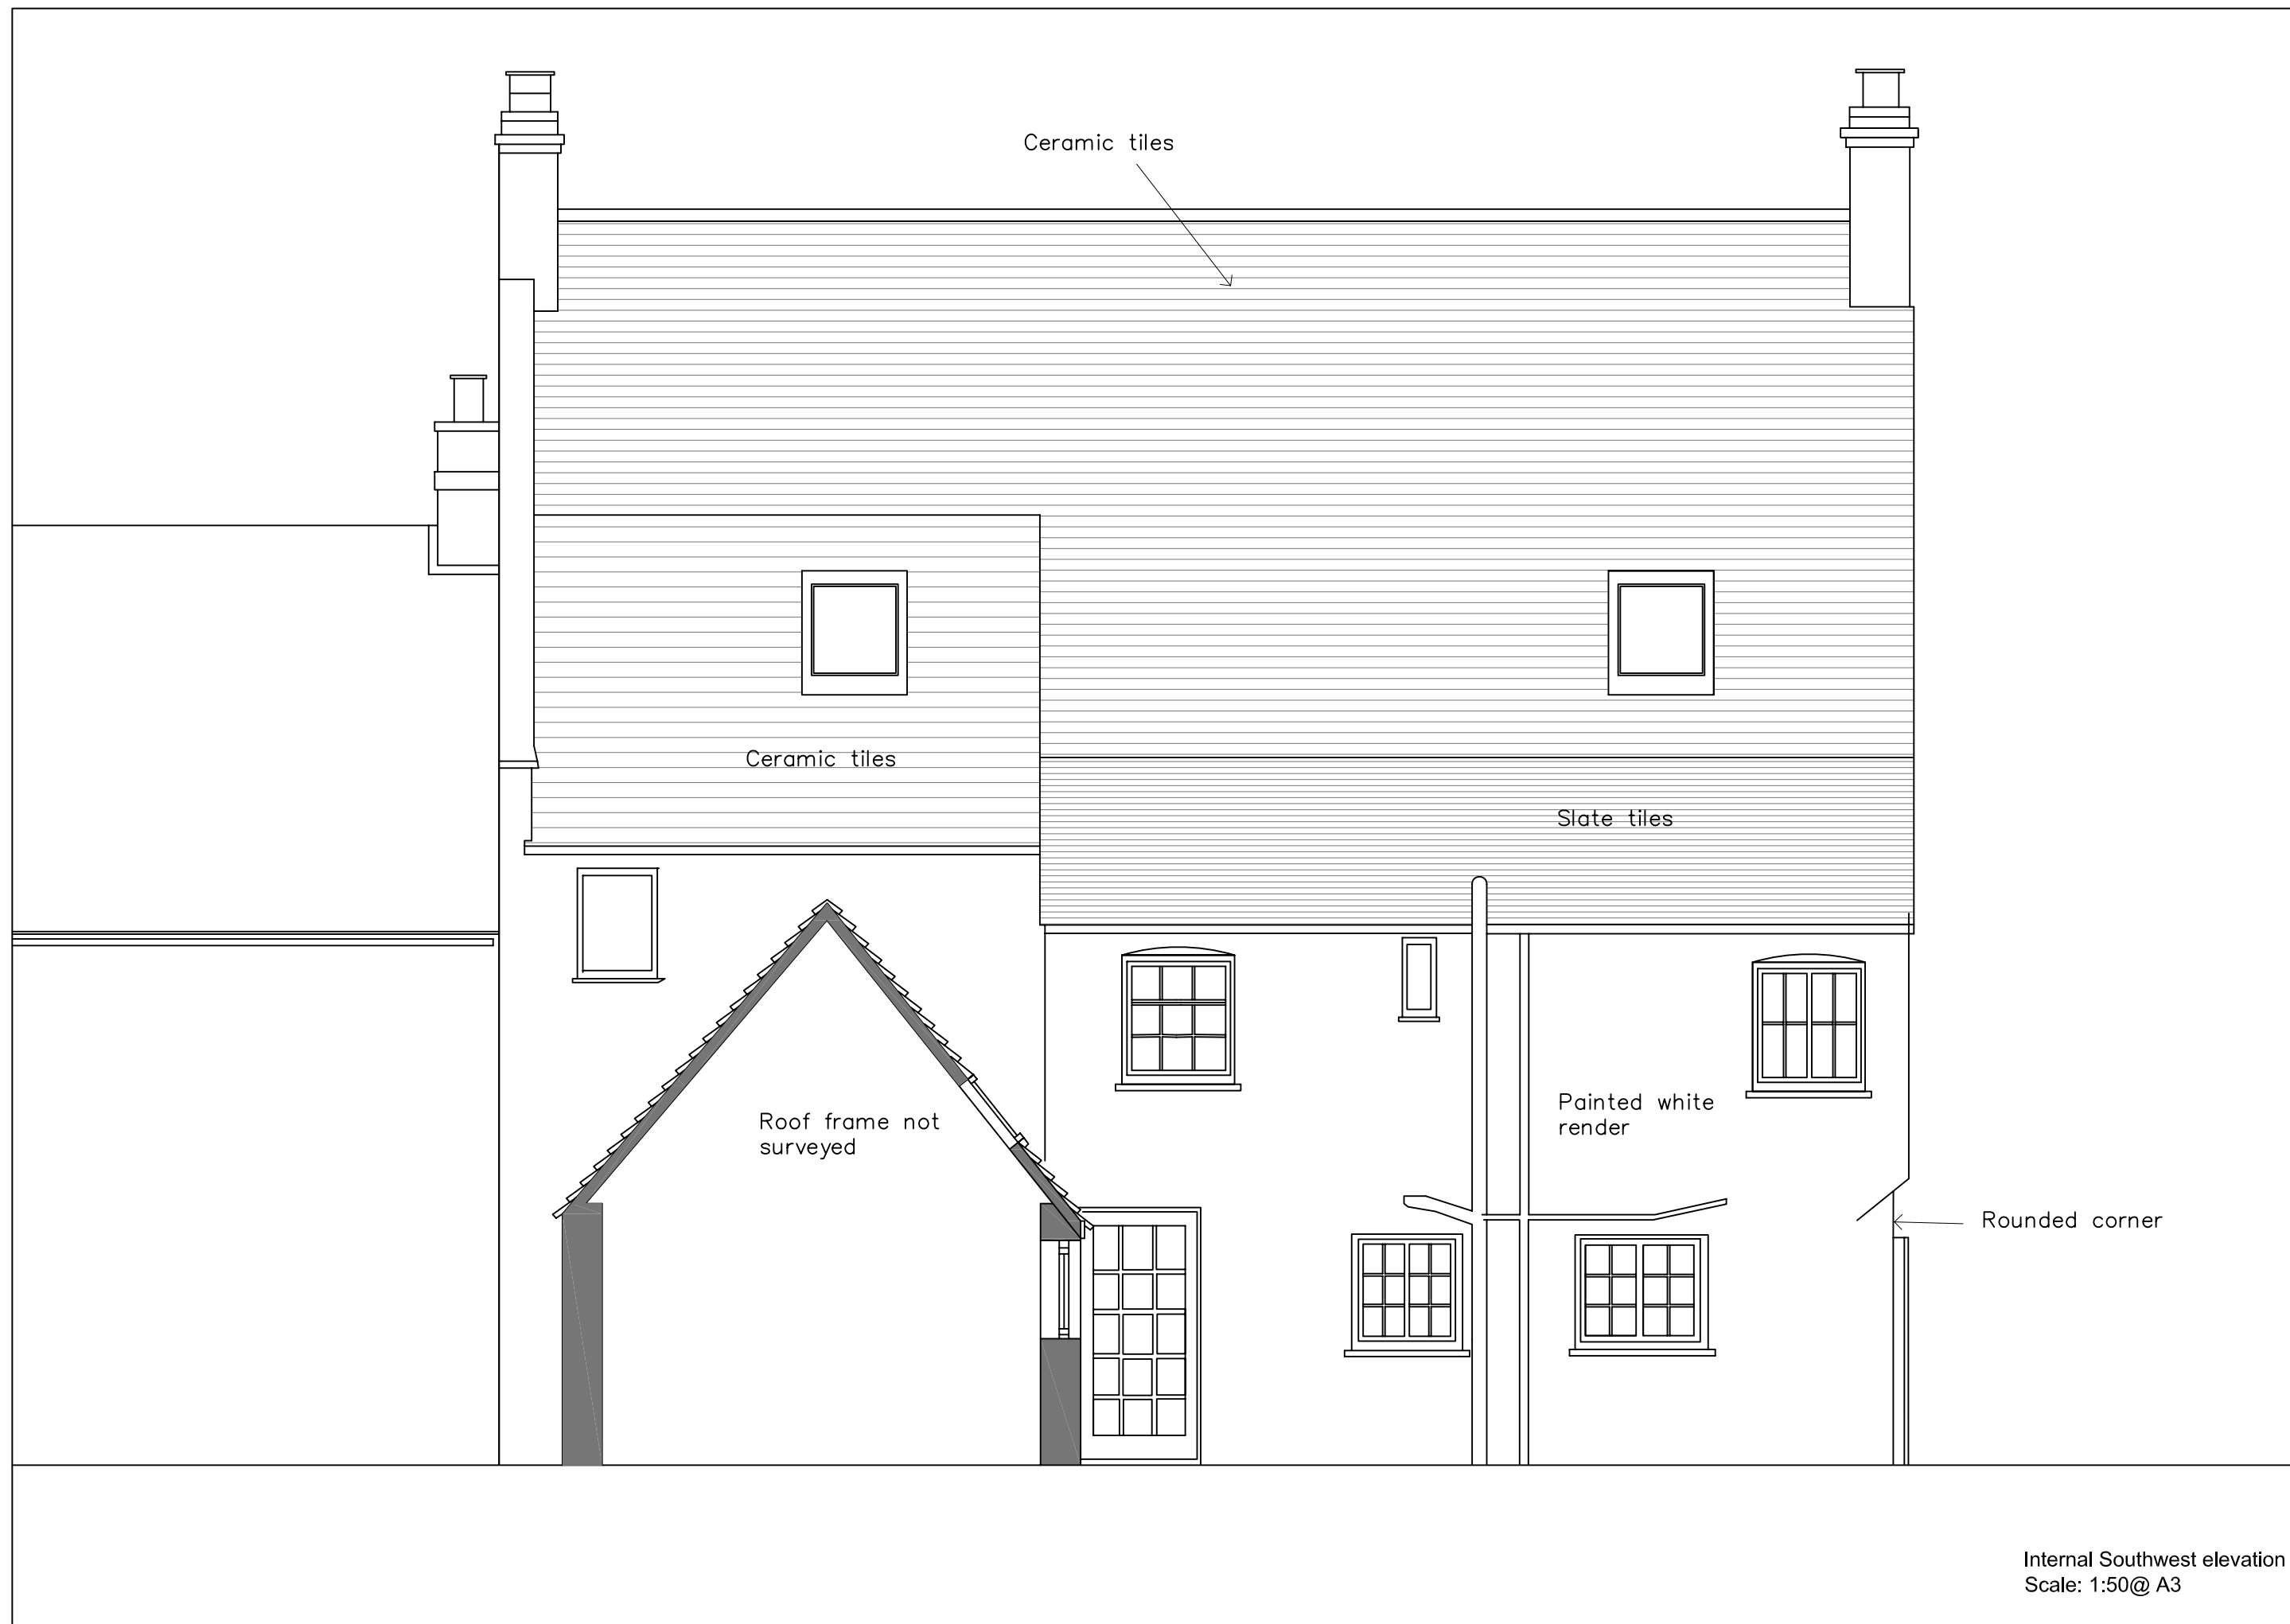 Ceramic tiles
Ceramic tiles
Slate tiles
Painted white
render
Roof frame not
surveyed
Rounded corner
Internal Southwest elevation
Scale: 1:50@ A3